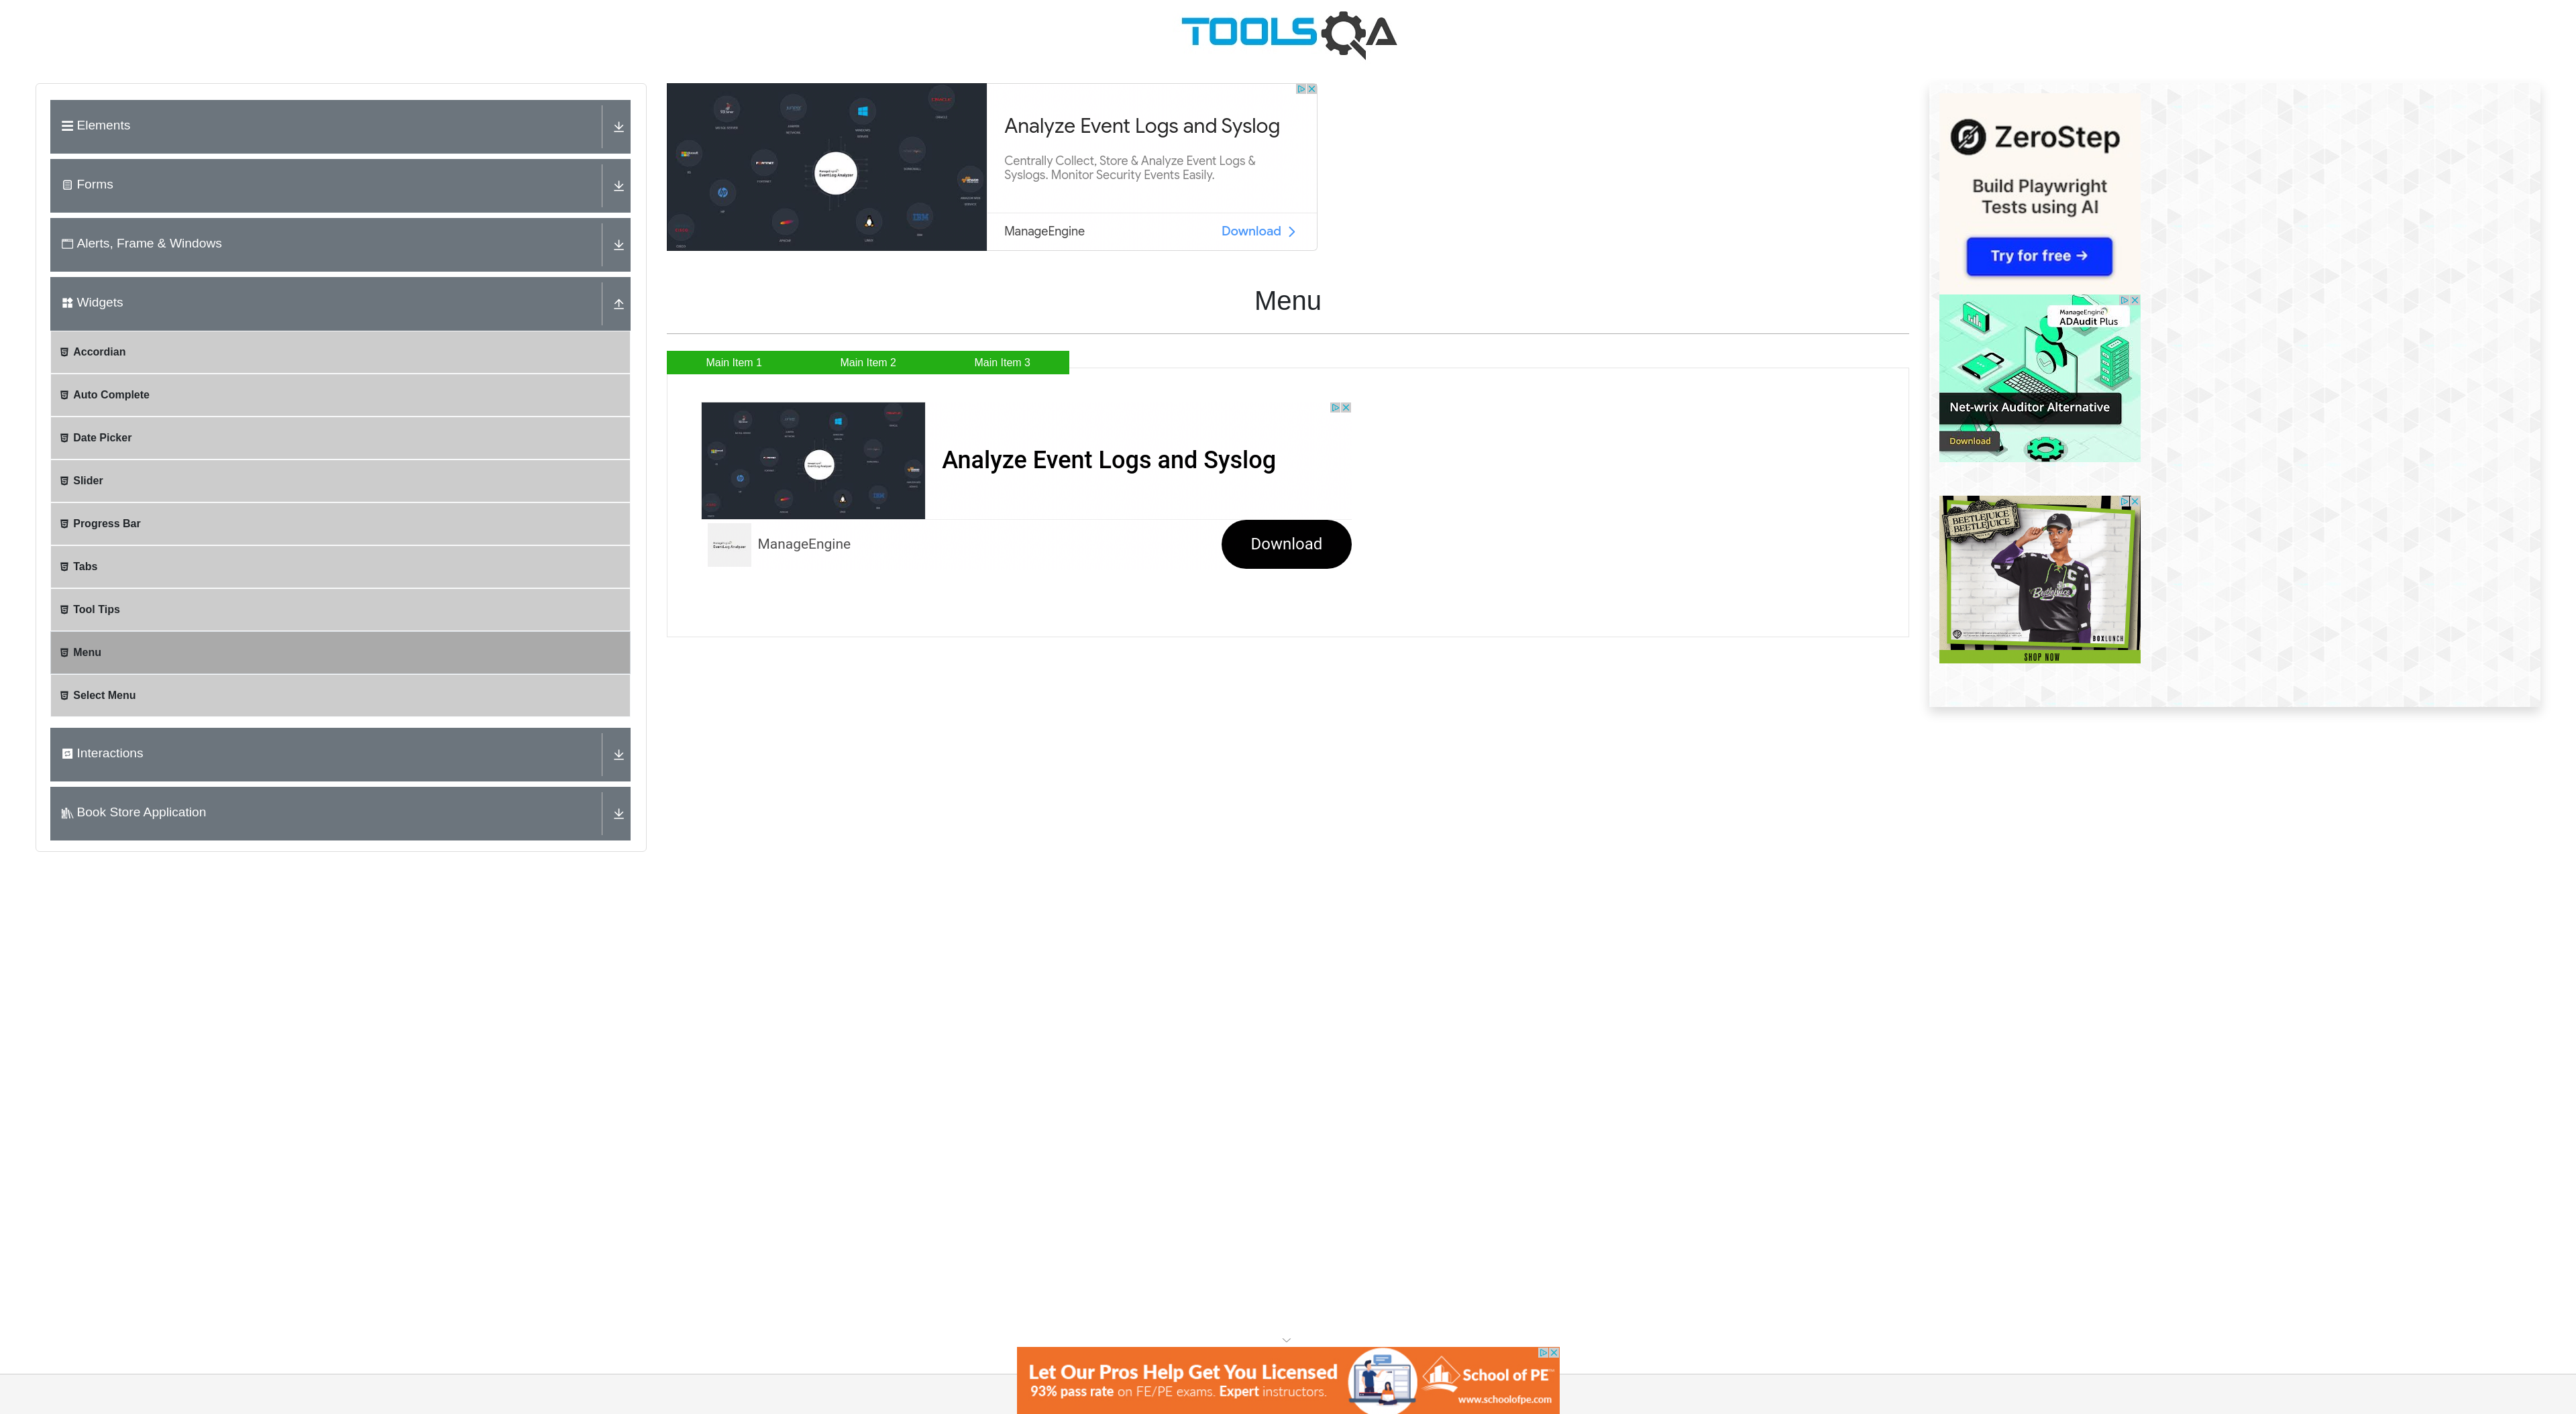 TOOLSQA
Elements
Forms
Alerts, Frame & Windows
Widgets
Accordian
Auto Complete
Date Picker
Slider
Progress Bar
Tabs
Tool Tips
Menu
Select Menu
Interactions
Book Store Application
Analyze Event Logs and Syslog
Centrally Collect, Store & Analyze Event Logs &
Syslogs. Monitor Security Events Easily.
ManageEngine
Download
Menu
Main Item 1
Main Item 2
Main Item 3
Analyze Event Logs and Syslog
ManageEngine
Download
ZeroStep
Build Playwright
Tests using AI
Try for free →
ManageEngine
ADAudit Plus
Net-wrix Auditor Alternative
Download
BEETLEJUICE
BEETLEJUICE
Beetlejuice
BOXLUNCH
SHOP NOW
Let Our Pros Help Get You Licensed
93% pass rate on FE/PE exams. Expert instructors.
School of PE
www.schoolofpe.com